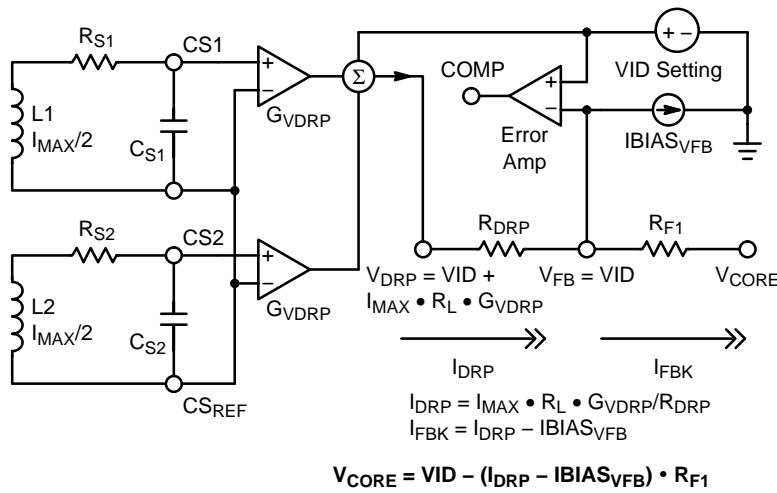 R_S1
CS1
+
−
G_VDRP
L1
I_MAX/2
C_S1
Σ
COMP
+
−
Error
Amp
+ −
VID Setting
IBIAS_VFB
R_S2
CS2
+
−
G_VDRP
L2
I_MAX/2
C_S2
CS_REF
R_DRP
R_F1
V_DRP = VID +
I_MAX • R_L • G_VDRP
V_FB = VID
V_CORE
I_DRP
I_FBK
I_DRP = I_MAX • R_L • G_VDRP/R_DRP
I_FBK = I_DRP − IBIAS_VFB
V_CORE = VID − (I_DRP − IBIAS_VFB) • R_F1